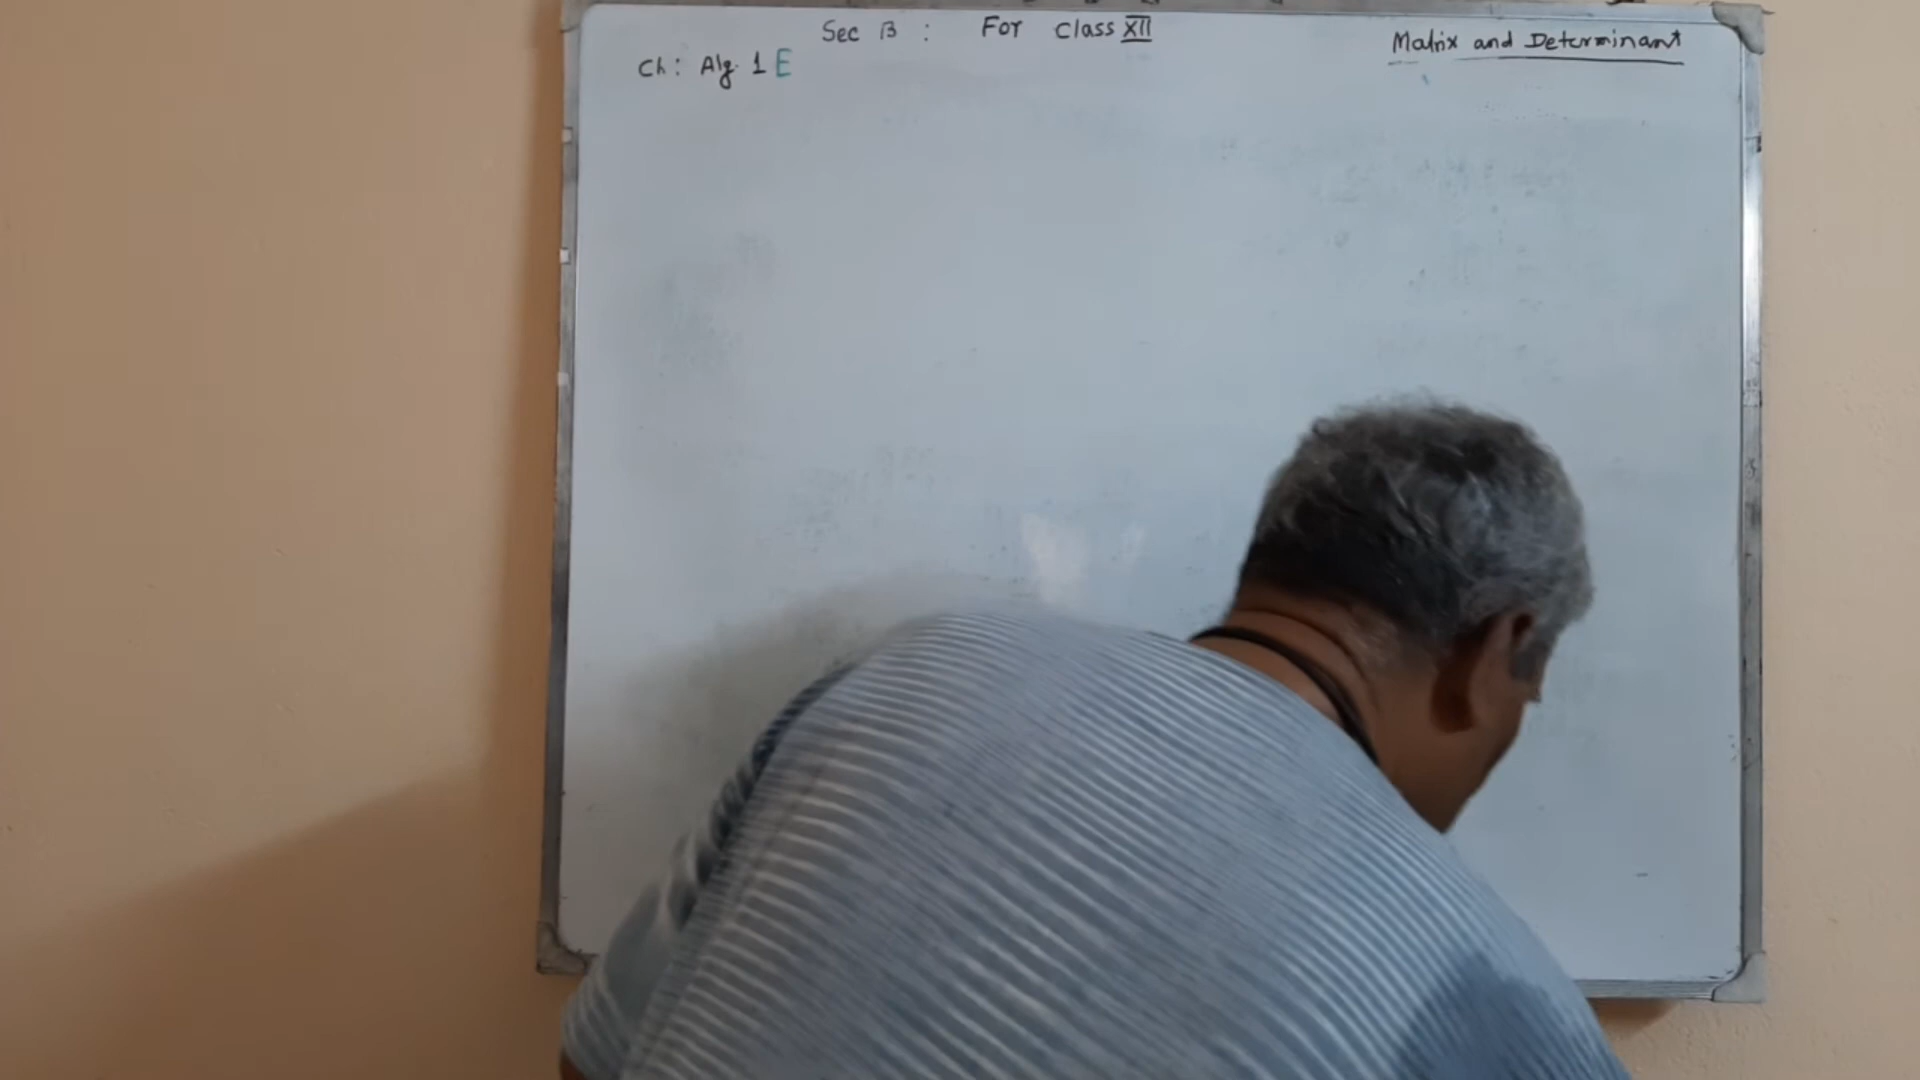 Sec B : For Class XII
Matrix and Determinant
Ch: Alg. 1 E